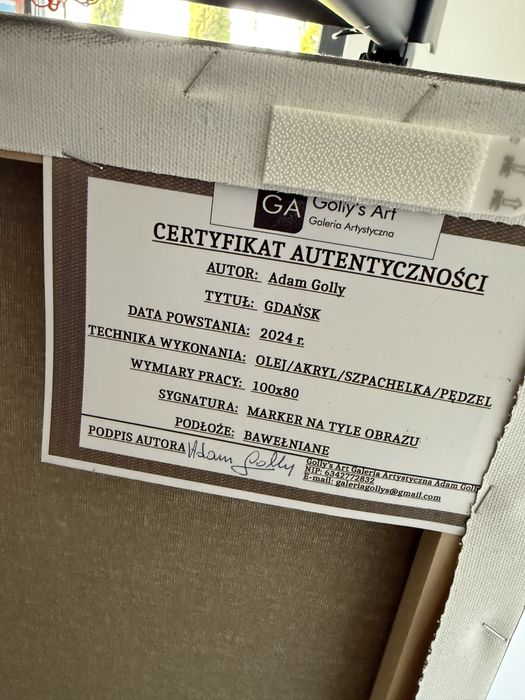 GA Golly's Art
Galeria Artystyczna
CERTYFIKAT AUTENTYCZNOŚCI
AUTOR: Adam Golly
TYTUŁ: GDAŃSK
DATA POWSTANIA: 2024 r.
TECHNIKA WYKONANIA: OLEJ/AKRYL/SZPACHELKA/PĘDZEL
WYMIARY PRACY: 100x80
SYGNATURA: MARKER NA TYLE OBRAZU
PODŁOŻE: BAWEŁNIANE
PODPIS AUTORA Adam Golly
Golly's Art Galeria Artystyczna Adam Goll
NIP: 6342772832
E-mail: galeriagollys@gmail.com